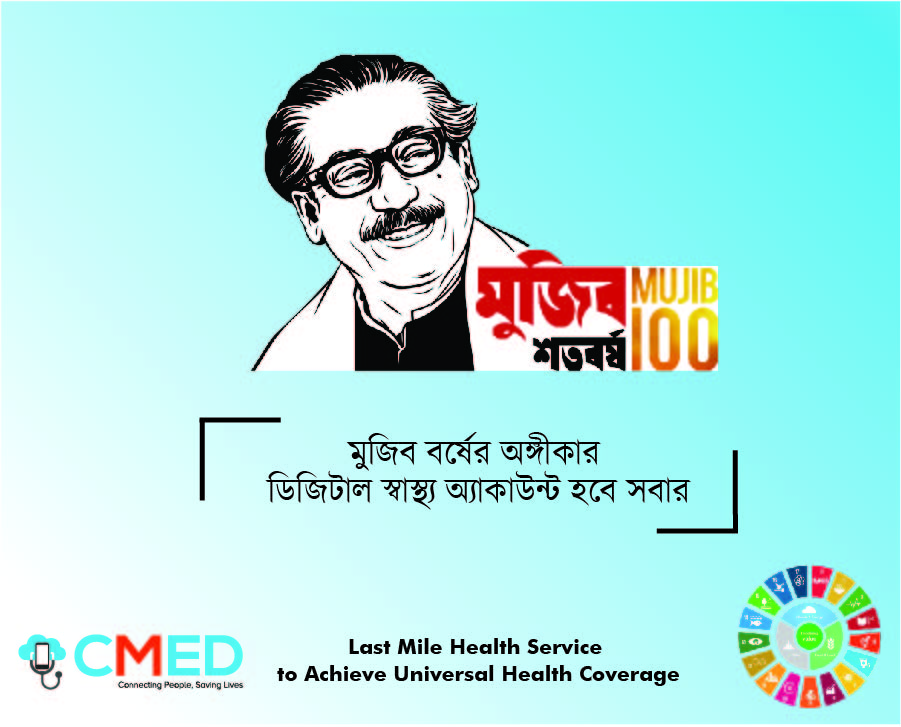 মুজিব
শতবর্ষ
MUJIB
100
মুজিব বর্ষের অঙ্গীকার
ডিজিটাল স্বাস্থ্য অ্যাকাউন্ট হবে সবার
CMED
Connecting People, Saving Lives
Last Mile Health Service
to Achieve Universal Health Coverage